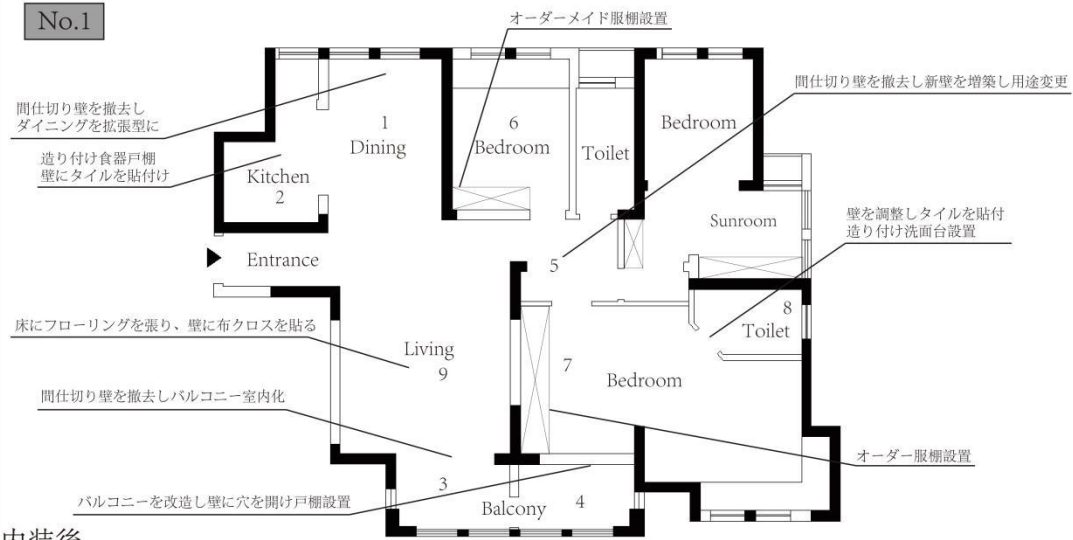 No.1
オーダーメイド服棚設置
間仕切り壁を撤去し
ダイニングを拡張型に
間仕切り壁を撤去し新壁を増築し用途変更
1
Dining
6
Bedroom
Toilet
Bedroom
造り付け食器戸棚
壁にタイルを貼付け
Kitchen
2
Sunroom
壁を調整しタイルを貼付
造り付け洗面台設置
Entrance
5
床にフローリングを張り、壁に布クロスを貼る
8
Toilet
Living
9
7
Bedroom
間仕切り壁を撤去しバルコニー室内化
オーダー服棚設置
バルコニーを改造し壁に穴を開け戸棚設置
3
Balcony
4
内装後